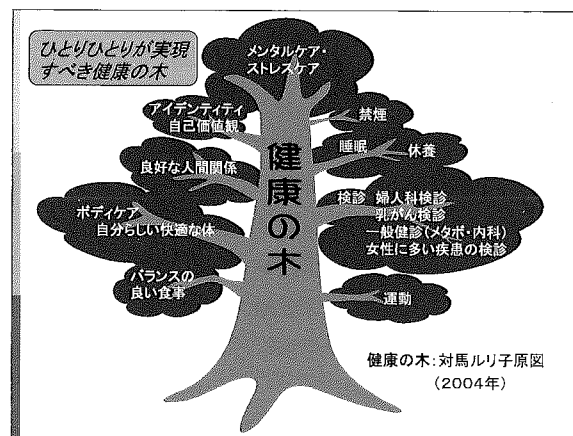 ひとりひとりが実現
すべき健康の木
メンタルケア・
ストレスケア
アイデンティティ
自己価値観
禁煙
睡眠
休養
良好な人間関係
健康の木
検診 婦人科検診
乳がん検診
一般健診(メタボ・内科)
女性に多い疾患の検診
ボディケア
自分らしい快適な体
バランスの
良い食事
運動
健康の木:対馬ルリ子原図
(2004年)